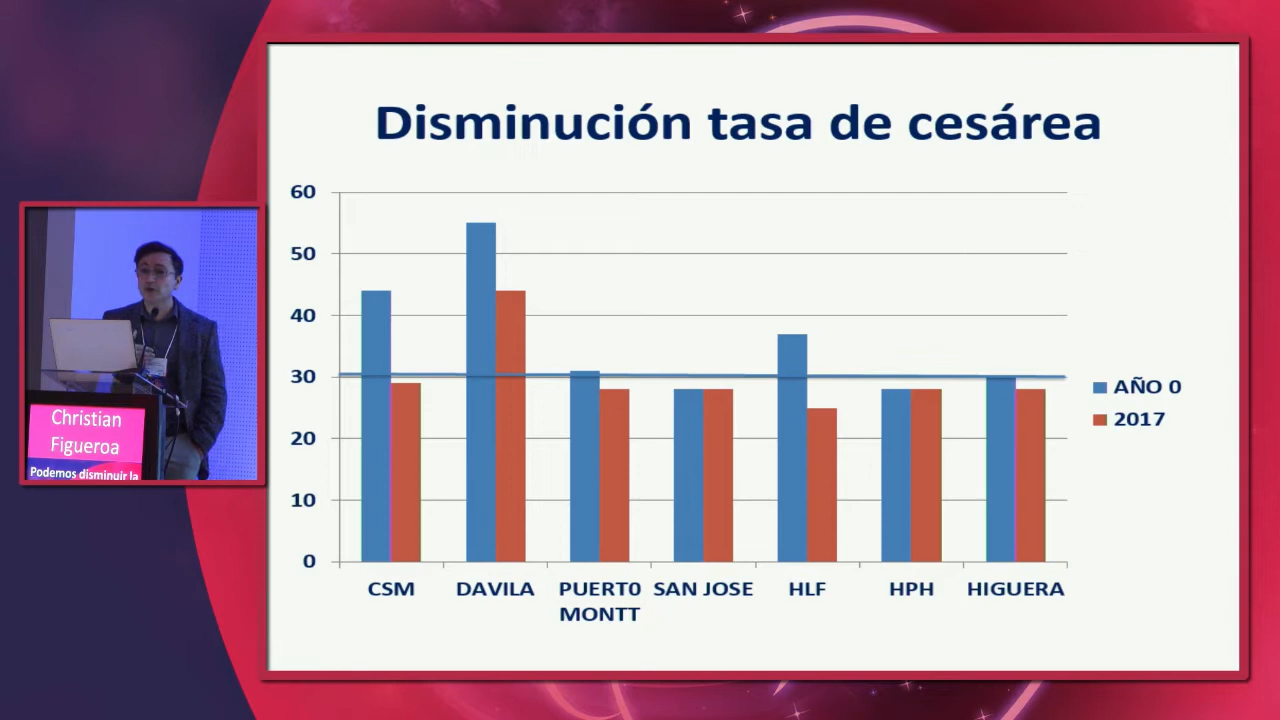 Disminución tasa de cesárea
60
50
40
30
20
10
0
CSM
DAVILA
PUERT0
MONTT
SAN JOSE
HLF
HPH
HIGUERA
AÑO 0
2017
Christian
Figueroa
Podemos disminuir la